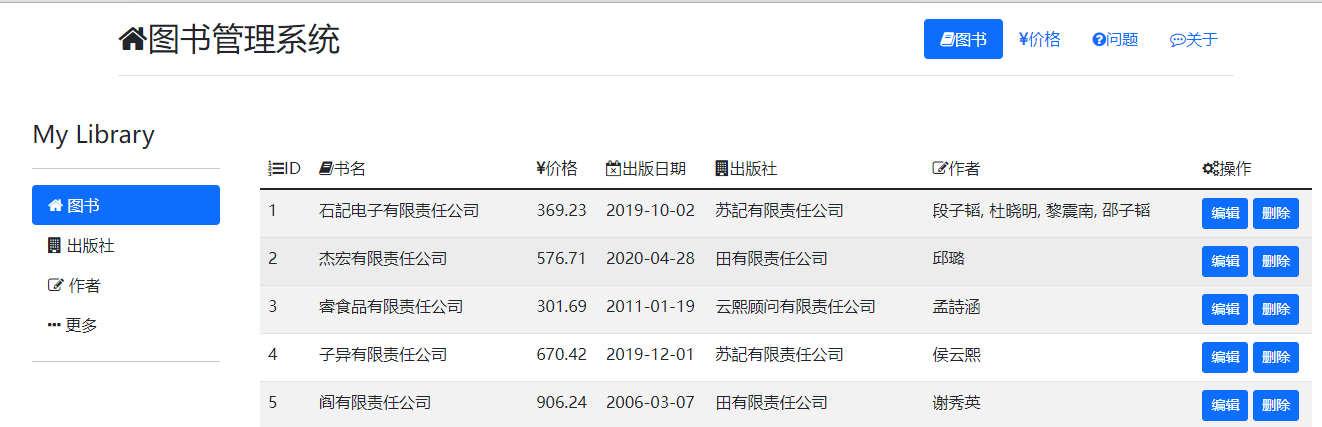 图书管理系统
图书 ¥价格 问题 关于
My Library
图书
出版社
作者
更多
ID 书名 ¥价格 出版日期 出版社 作者 操作
1 石記电子有限责任公司 369.23 2019-10-02 苏記有限责任公司 段子韬, 杜晓明, 黎震南, 邵子韬 编辑 删除
2 杰宏有限责任公司 576.71 2020-04-28 田有限责任公司 邱璐 编辑 删除
3 睿食品有限责任公司 301.69 2011-01-19 云熙顾问有限责任公司 孟詩涵 编辑 删除
4 子异有限责任公司 670.42 2019-12-01 苏記有限责任公司 侯云熙 编辑 删除
5 阎有限责任公司 906.24 2006-03-07 田有限责任公司 谢秀英 编辑 删除